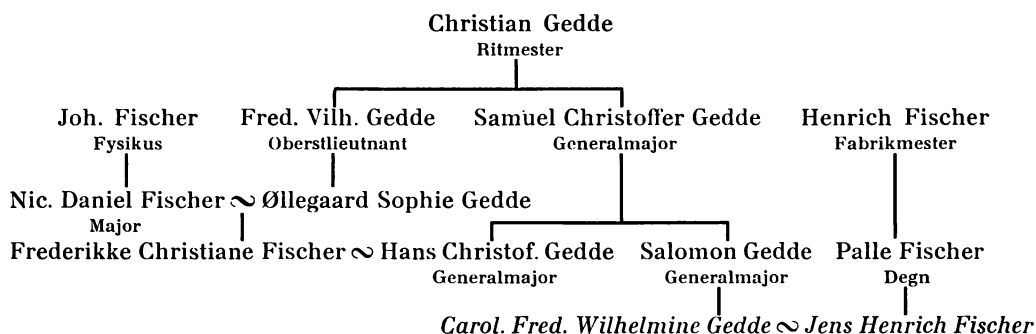 Christian Gedde
Ritmester
Joh. Fischer Fred. Vilh. Gedde Samuel Christoffer Gedde Henrich Fischer
Fysikus Oberstlieutnant Generalmajor Fabrikmester
Nic. Daniel Fischer ~ Øllegaard Sophie Gedde
Major
Frederikke Christiane Fischer ~ Hans Christof. Gedde Salomon Gedde Palle Fischer
Generalmajor Generalmajor Degn
Carol. Fred. Wilhelmine Gedde ~ Jens Henrich Fischer